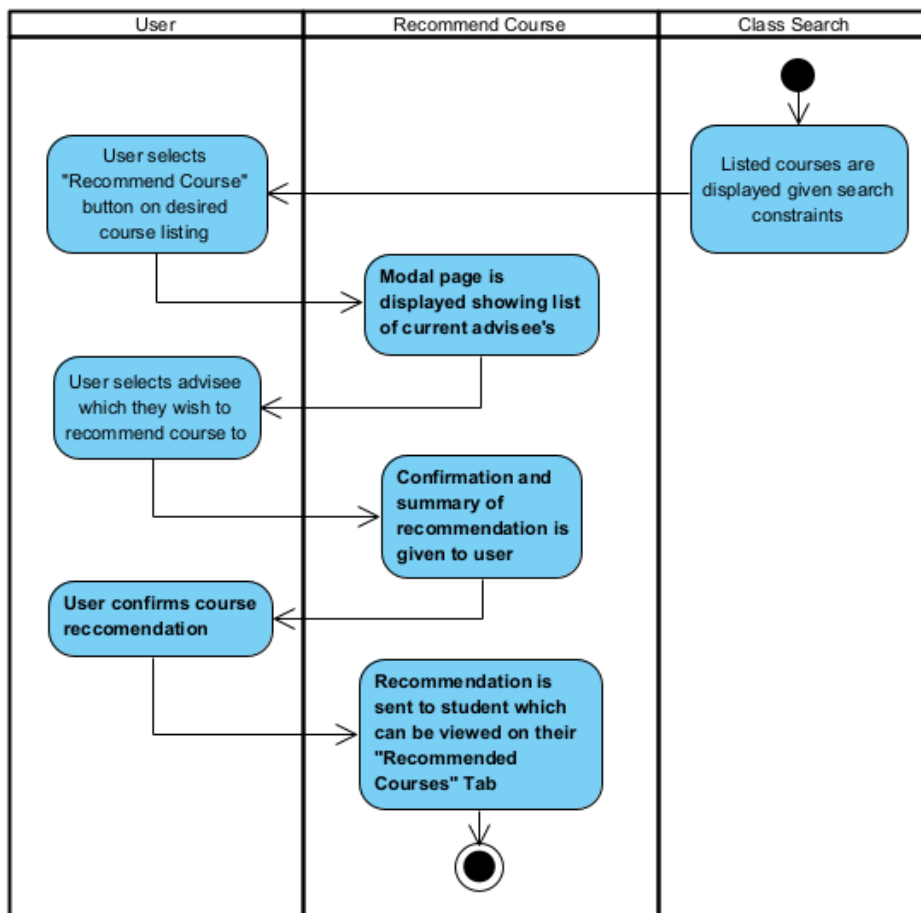 User
Recommend Course
Class Search
Listed courses are
displayed given search
constraints
User selects
"Recommend Course"
button on desired
course listing
Modal page is
displayed showing list
of current advisee's
User selects advisee
which they wish to
recommend course to
Confirmation and
summary of
recommendation is
given to user
User confirms course
reccomendation
Recommendation is
sent to student which
can be viewed on their
"Recommended
Courses" Tab